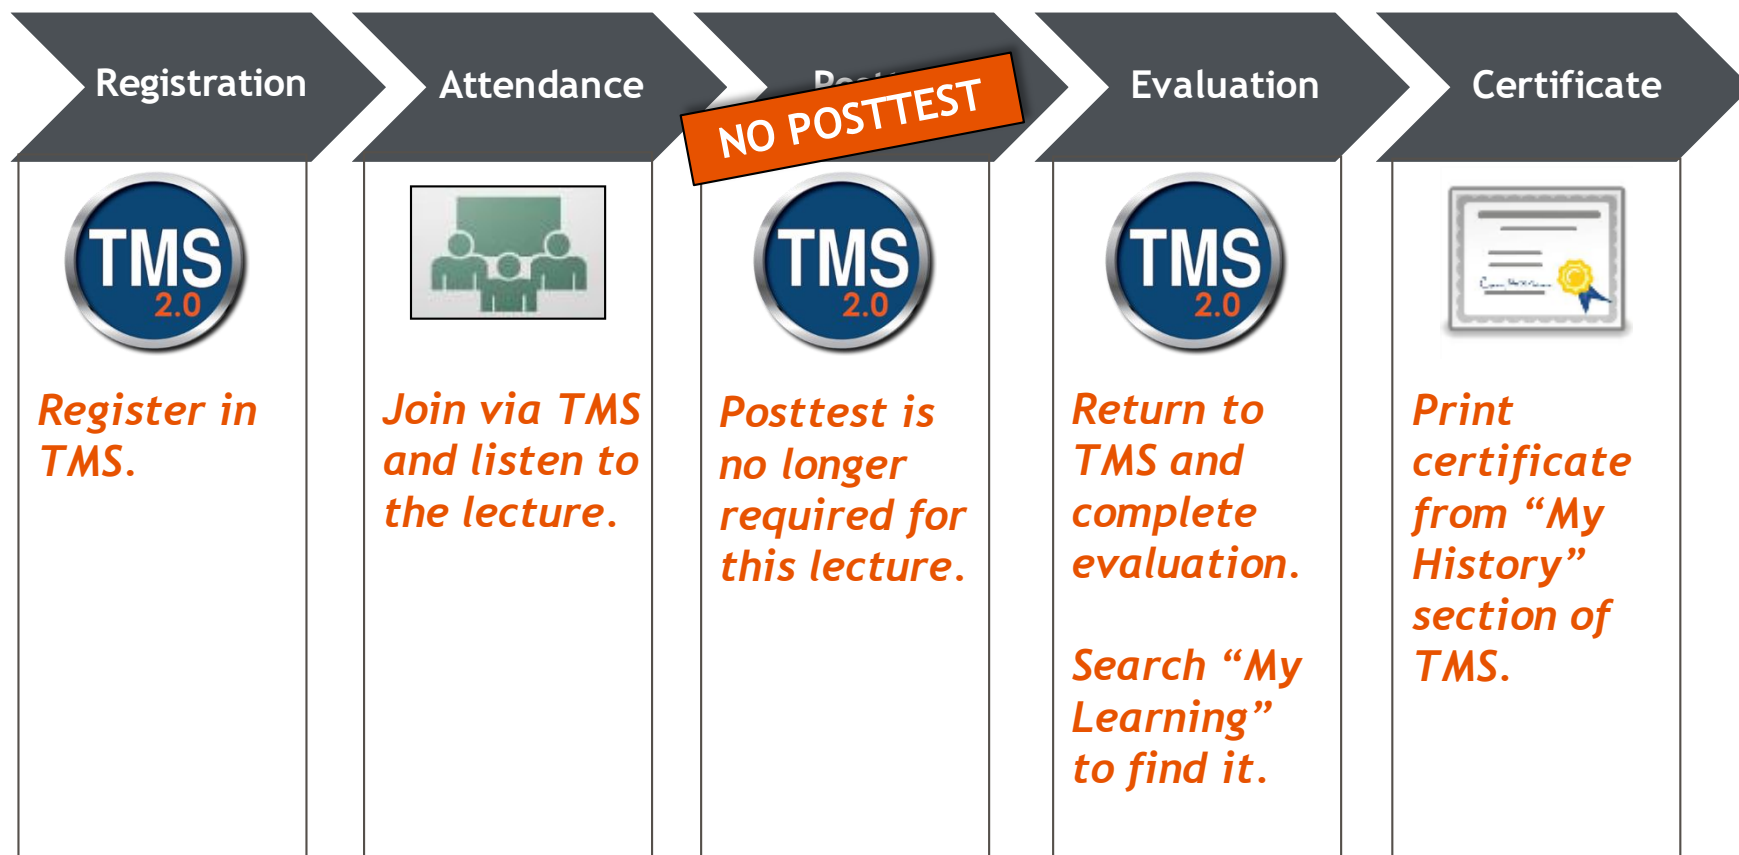 Registration
Attendance
NO POSTTEST
Evaluation
Certificate
TMS
2.0
Register in
TMS.
Join via TMS
and listen to
the lecture.
TMS
2.0
Posttest is
no longer
required for
this lecture.
TMS
2.0
Return to
TMS and
complete
evaluation.
Search “My
Learning”
to find it.
Print
certificate
from “My
History”
section of
TMS.